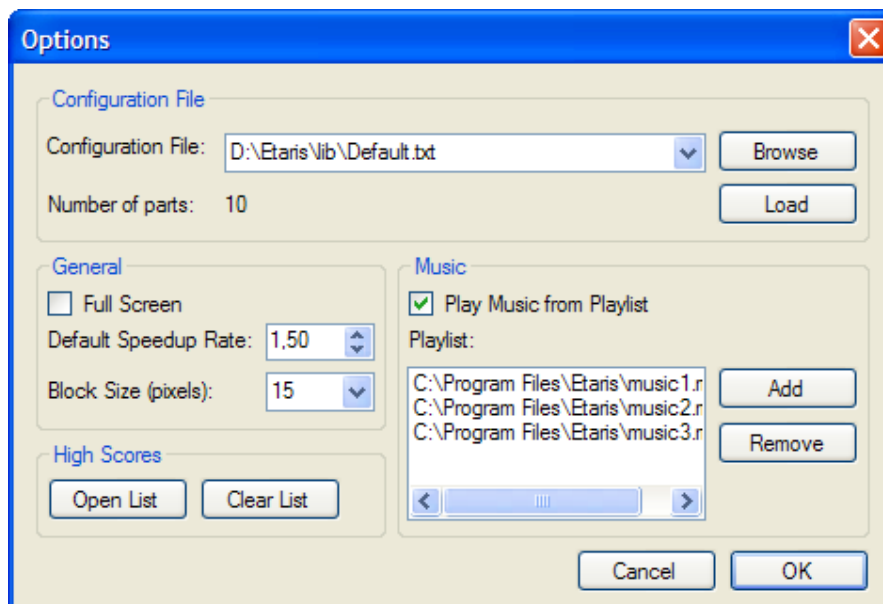 Options
Configuration File
Configuration File: D:\Etaris\lib\Default.txt Browse
Number of parts: 10 Load
General
Full Screen
Default Speedup Rate: 1,50
Block Size (pixels): 15
High Scores
Open List Clear List
Music
Play Music from Playlist
Playlist:
C:\Program Files\Etaris\music1.r
C:\Program Files\Etaris\music2.r
C:\Program Files\Etaris\music3.r
Add
Remove
Cancel OK